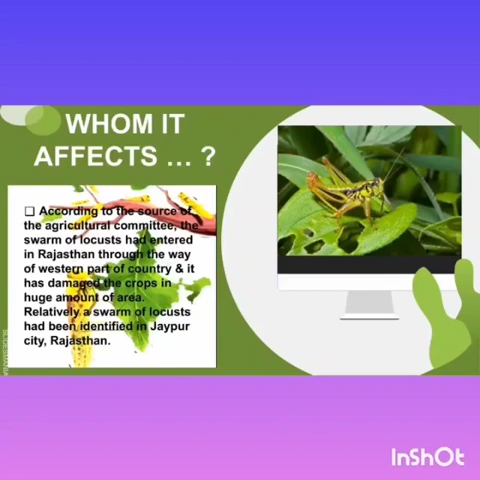 WHOM IT
AFFECTS ... ?
❑ According to the source of
the agricultural committee, the
swarm of locusts had entered
in Rajasthan through the way
of western part of country & it
has damaged the crops in
huge amount of area.
Relatively a swarm of locusts
had been identified in Jaypur
city, Rajasthan.
SLIDESMANIA
InShOt